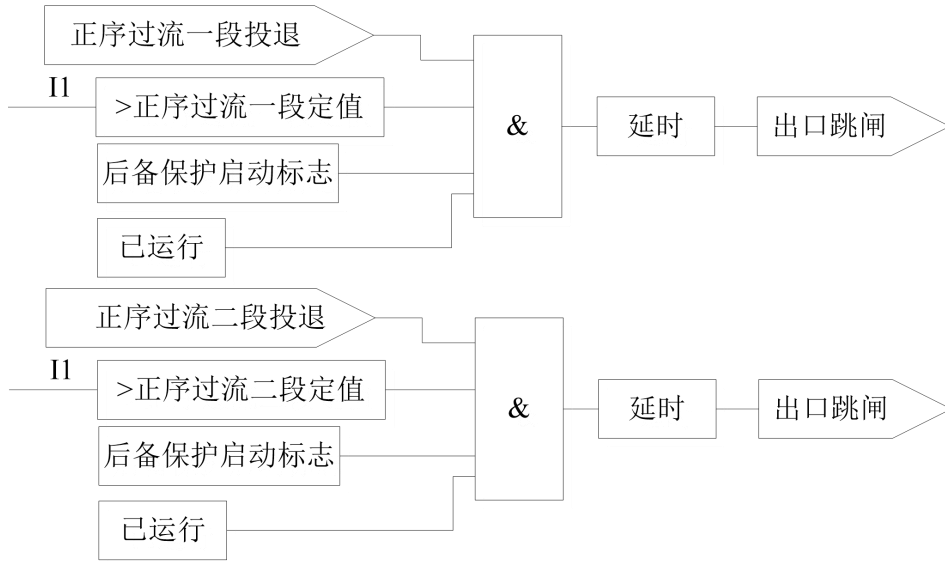 正序过流一段投退
I1
>正序过流一段定值
&
延时
出口跳闸
后备保护启动标志
已运行
正序过流二段投退
I1
>正序过流二段定值
&
延时
出口跳闸
后备保护启动标志
已运行